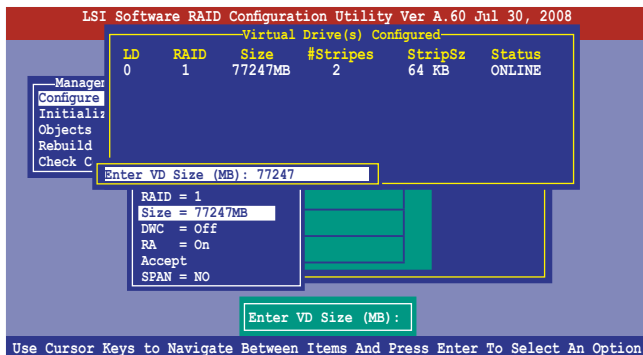 LSI Software RAID Configuration Utility Ver A.60 Jul 30, 2008
Virtual Drive(s) Configured
LD RAID Size #Stripes StripSz Status
0 1 77247MB 2 64 KB ONLINE
Managem
Configure
Initializ
Objects
Rebuild
Check C
Enter VD Size (MB): 77247
RAID = 1
Size = 77247MB
DWC = Off
RA = On
Accept
SPAN = NO
Enter VD Size (MB):
Use Cursor Keys to Navigate Between Items And Press Enter To Select An Option